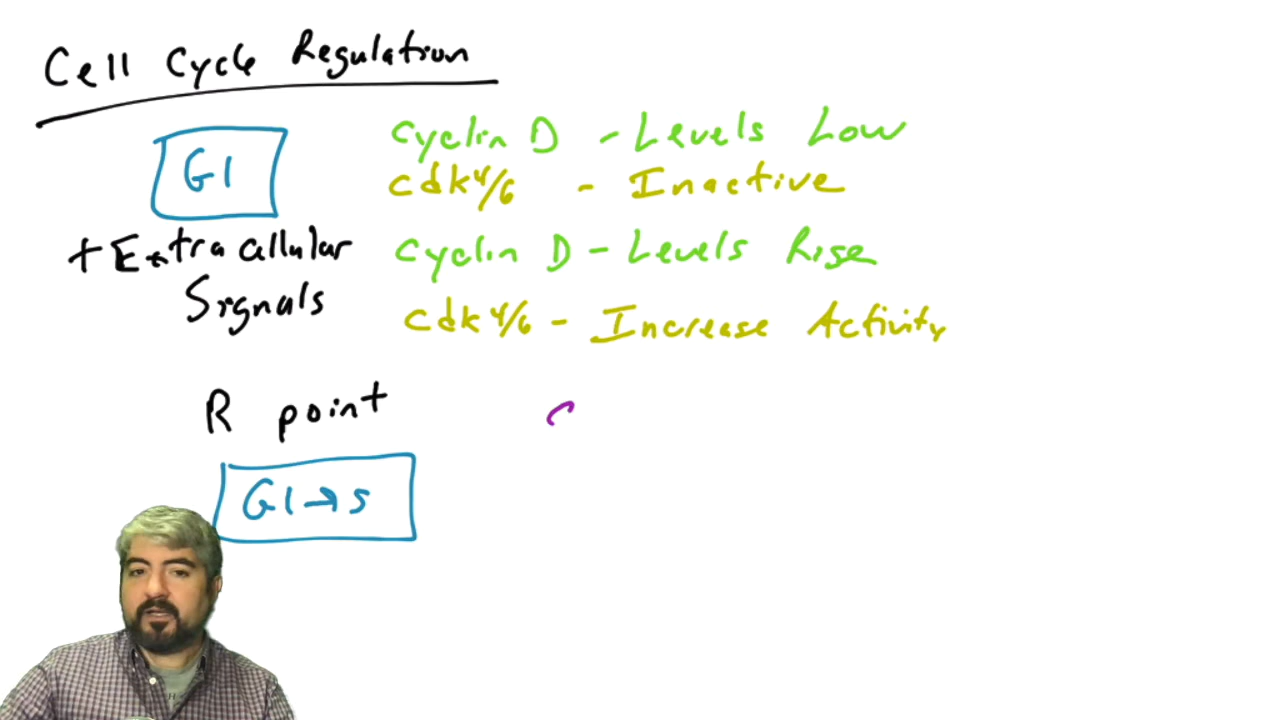 Cell Cycle Regulation
G1
Cyclin D - Levels Low
cdk4/6 - Inactive
+ Extracallular
Signals
Cyclin D - Levels Rise
cdk4/6 - Increase Activity
R point
C
G1→S